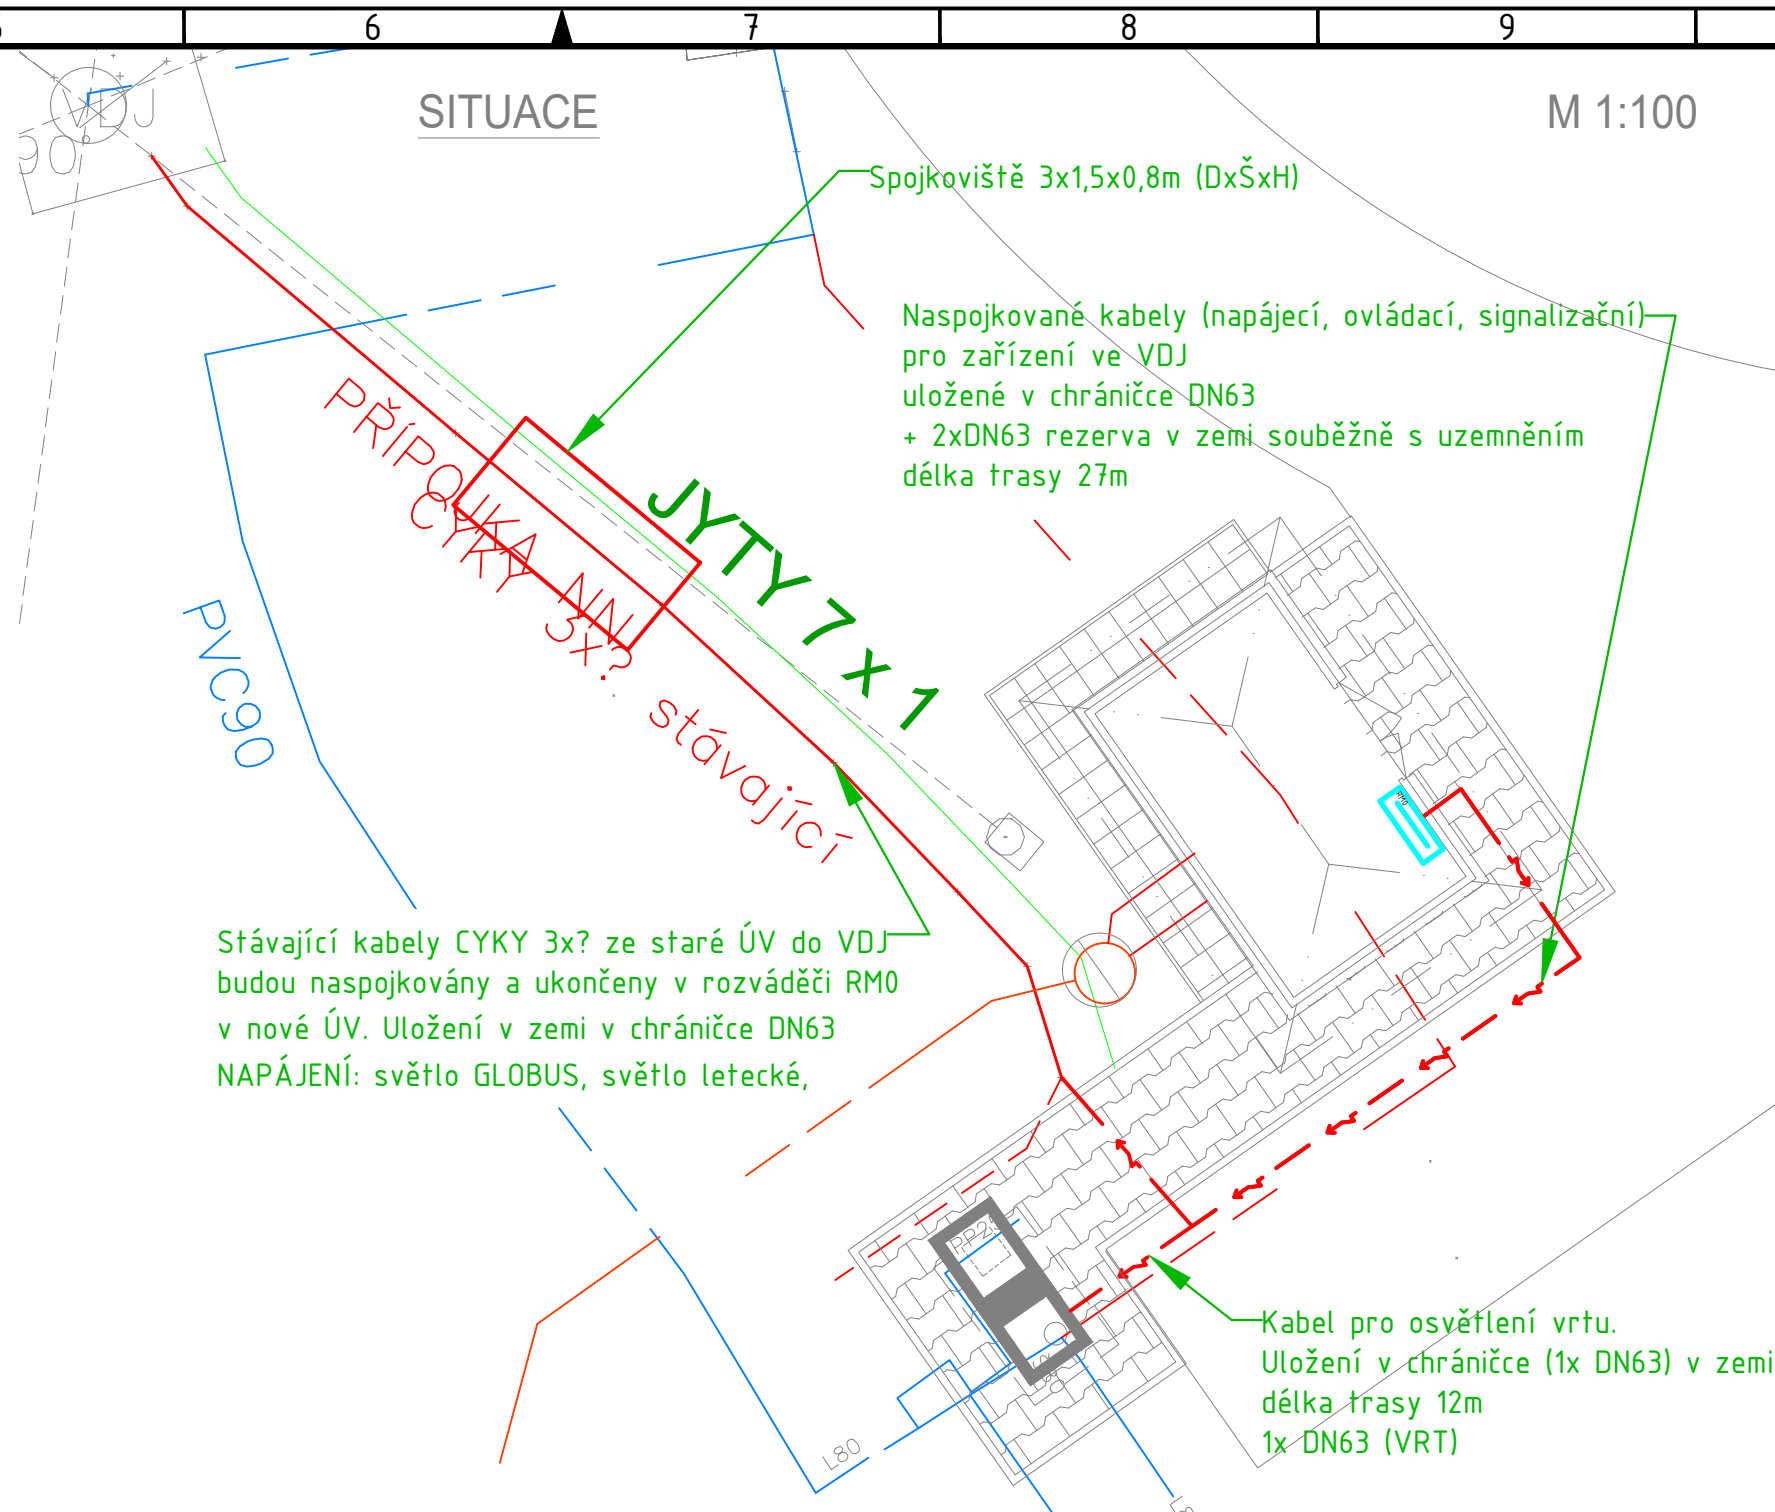 6 7 8 9
SITUACE
M 1:100
VDJ
90°
Spojkoviště 3x1,5x0,8m (DxŠxH)
Naspojkované kabely (napájecí, ovládací, signalizační)
pro zařízení ve VDJ
uložené v chráničce DN63
+ 2xDN63 rezerva v zemi souběžně s uzemněním
délka trasy 27m
PŘÍPOJKA NN
CYKY 3x? stávající
JYTY 7 x 1
PVC90
RM0
Stávající kabely CYKY 3x? ze staré ÚV do VDJ
budou naspojkovány a ukončeny v rozváděči RM0
v nové ÚV. Uložení v zemi v chráničce DN63
NAPÁJENÍ: světlo GLOBUS, světlo letecké,
Kabel pro osvětlení vrtu.
Uložení v chráničce (1x DN63) v zemi
délka trasy 12m
1x DN63 (VRT)
L80